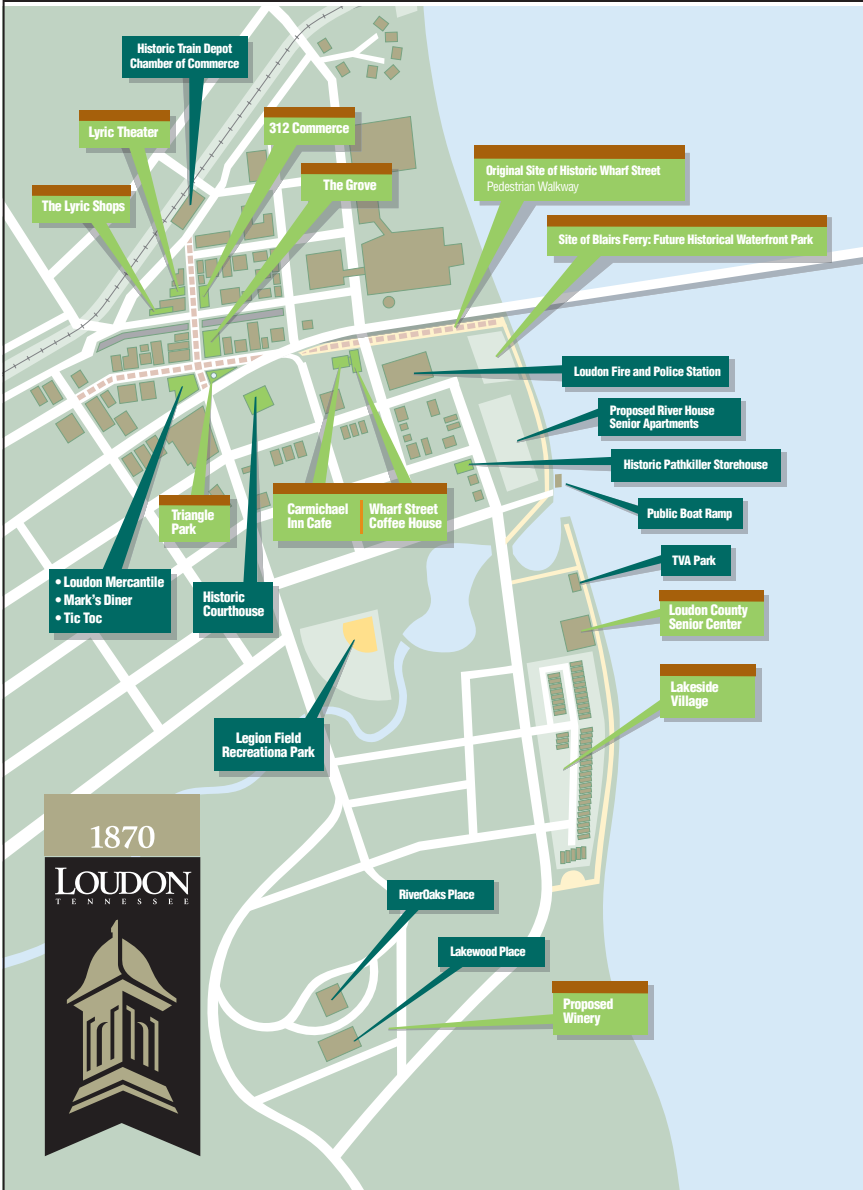 Historic Train Depot
Chamber of Commerce
Lyric Theater
312 Commerce
The Lyric Shops
The Grove
Original Site of Historic Wharf Street
Pedestrian Walkway
Site of Blairs Ferry: Future Historical Waterfront Park
Loudon Fire and Police Station
Proposed River House
Senior Apartments
Historic Pathkiller Storehouse
Public Boat Ramp
Triangle
Park
Carmichael
Inn Cafe
Wharf Street
Coffee House
TVA Park
• Loudon Mercantile
• Mark's Diner
• Tic Toc
Historic
Courthouse
Loudon County
Senior Center
Lakeside
Village
Legion Field
Recreationa Park
1870
LOUDON
TENNESSEE
RiverOaks Place
Lakewood Place
Proposed
Winery